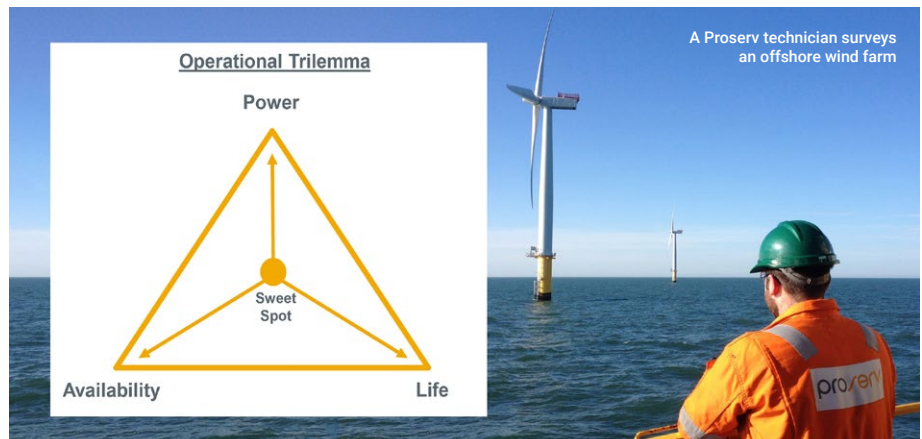 Operational Trilemma
Power
Sweet
Spot
Availability
Life
A Proserv technician surveys
an offshore wind farm
proserv